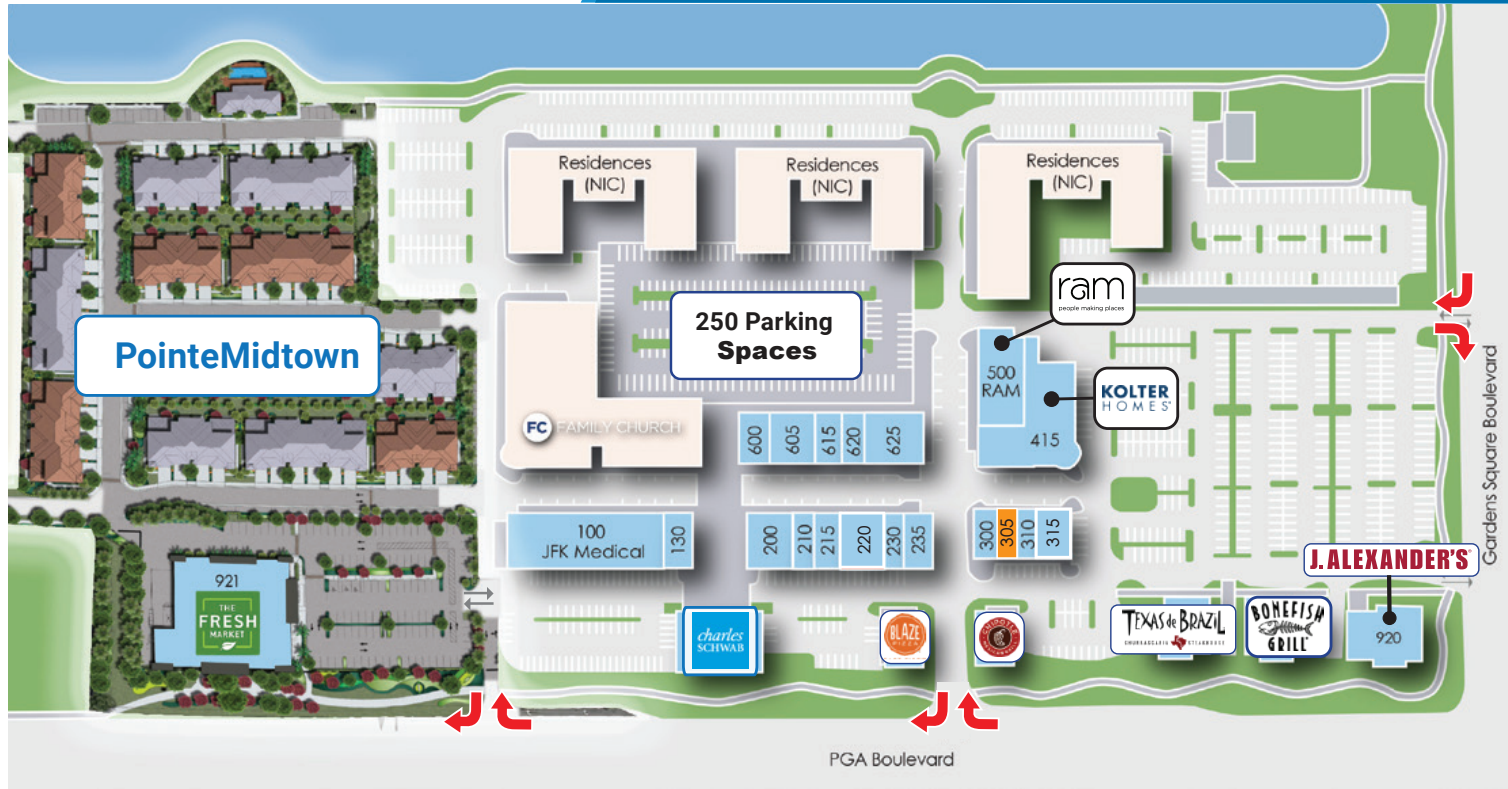 Residences
(NIC)
Residences
(NIC)
Residences
(NIC)
ram
people making places
PointeMidtown
250 Parking
Spaces
500
RAM
KOLTER
HOMES
415
FC FAMILY CHURCH
600
605
615
620
625
Gardens Square Boulevard
100
JFK Medical
130
200
210
215
220
230
235
300
305
310
315
J. ALEXANDER'S
921
THE
FRESH
MARKET
charles
SCHWAB
BLAZE
PIZZA
CHIPOTLE
TEXAS de BRAZIL
CHURRASCARIA STEAKHOUSE
BONEFISH
GRILL
920
PGA Boulevard